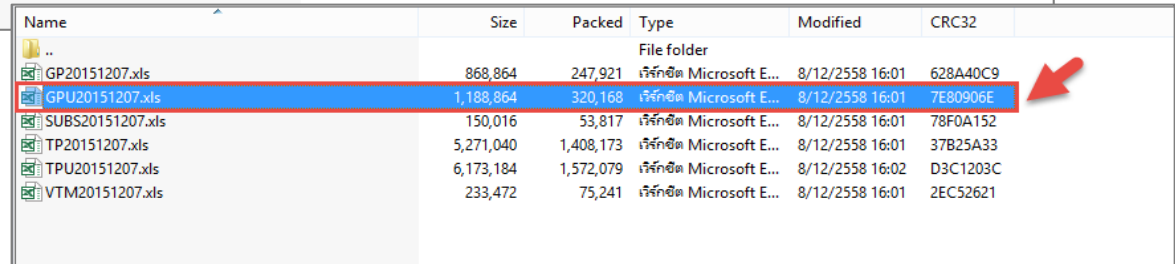 Name Size Packed Type Modified CRC32
.. File folder
GP20151207.xls 868,864 247,921 เวิร์กชีต Microsoft E... 8/12/2558 16:01 628A40C9
GPU20151207.xls 1,188,864 320,168 เวิร์กชีต Microsoft E... 8/12/2558 16:01 7E80906E
SUBS20151207.xls 150,016 53,817 เวิร์กชีต Microsoft E... 8/12/2558 16:01 78F0A152
TP20151207.xls 5,271,040 1,408,173 เวิร์กชีต Microsoft E... 8/12/2558 16:01 37B25A33
TPU20151207.xls 6,173,184 1,572,079 เวิร์กชีต Microsoft E... 8/12/2558 16:02 D3C1203C
VTM20151207.xls 233,472 75,241 เวิร์กชีต Microsoft E... 8/12/2558 16:01 2EC52621